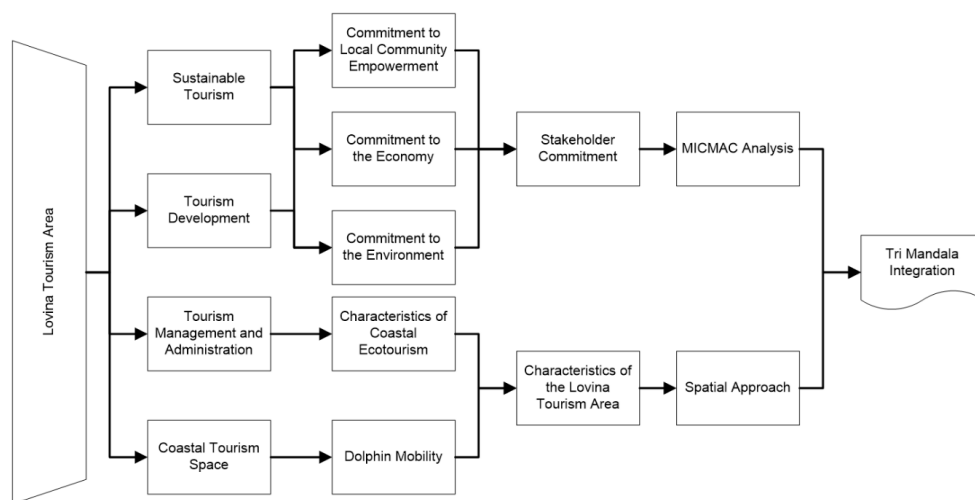 Lovina Tourism Area
Sustainable
Tourism
Tourism
Development
Tourism
Management and
Administration
Coastal Tourism
Space
Commitment to
Local Community
Empowerment
Commitment to
the Economy
Commitment to
the Environment
Characteristics of
Coastal
Ecotourism
Dolphin Mobility
Stakeholder
Commitment
Characteristics of
the Lovina
Tourism Area
MICMAC Analysis
Spatial Approach
Tri Mandala
Integration